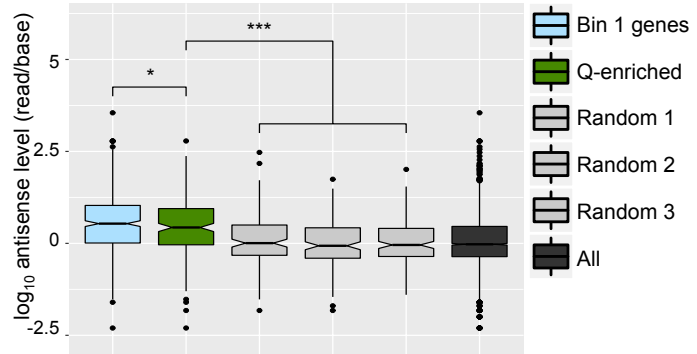 log10 antisense level (read/base)
5
2.5
0
-2.5
*
***
Bin 1 genes
Q-enriched
Random 1
Random 2
Random 3
All